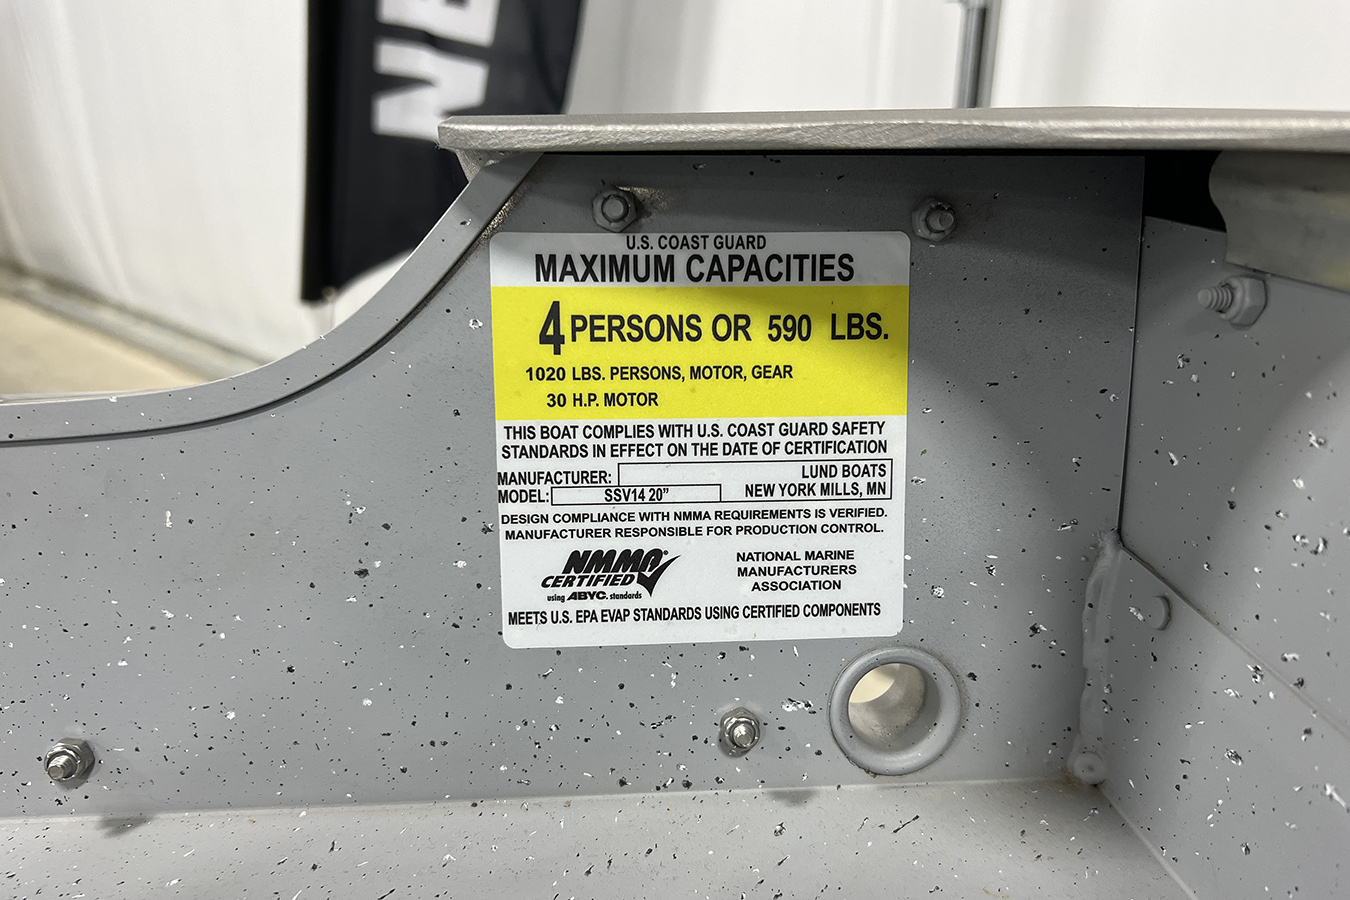 NE
U.S. COAST GUARD
MAXIMUM CAPACITIES
4 PERSONS OR 590 LBS.
1020 LBS. PERSONS, MOTOR, GEAR
30 H.P. MOTOR
THIS BOAT COMPLIES WITH U.S. COAST GUARD SAFETY
STANDARDS IN EFFECT ON THE DATE OF CERTIFICATION
MANUFACTURER: LUND BOATS
MODEL: SSV14 20” NEW YORK MILLS, MN
DESIGN COMPLIANCE WITH NMMA REQUIREMENTS IS VERIFIED.
MANUFACTURER RESPONSIBLE FOR PRODUCTION CONTROL.
NMMA®
CERTIFIED
using ABYC. standards
NATIONAL MARINE
MANUFACTURERS
ASSOCIATION
MEETS U.S. EPA EVAP STANDARDS USING CERTIFIED COMPONENTS